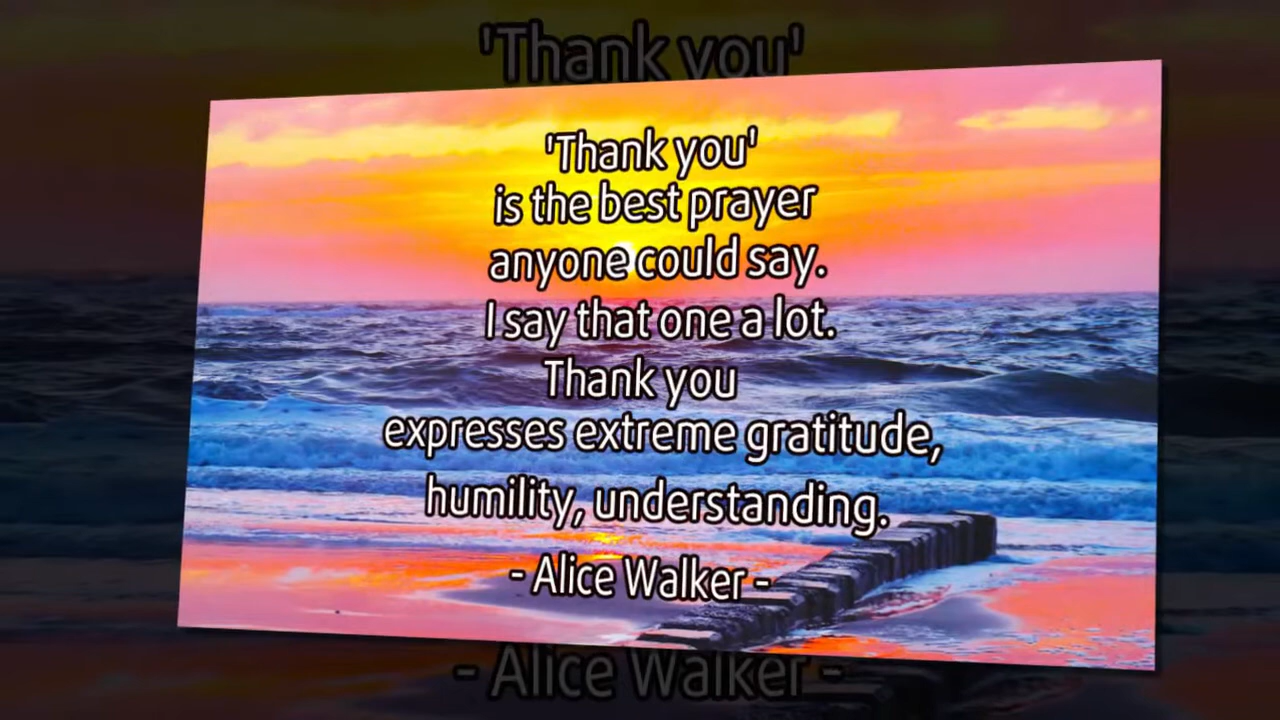 'Thank you'
'Thank you'
is the best prayer
anyone could say.
I say that one a lot.
Thank you
expresses extreme gratitude,
humility, understanding.
- Alice Walker -
- Alice Walker -